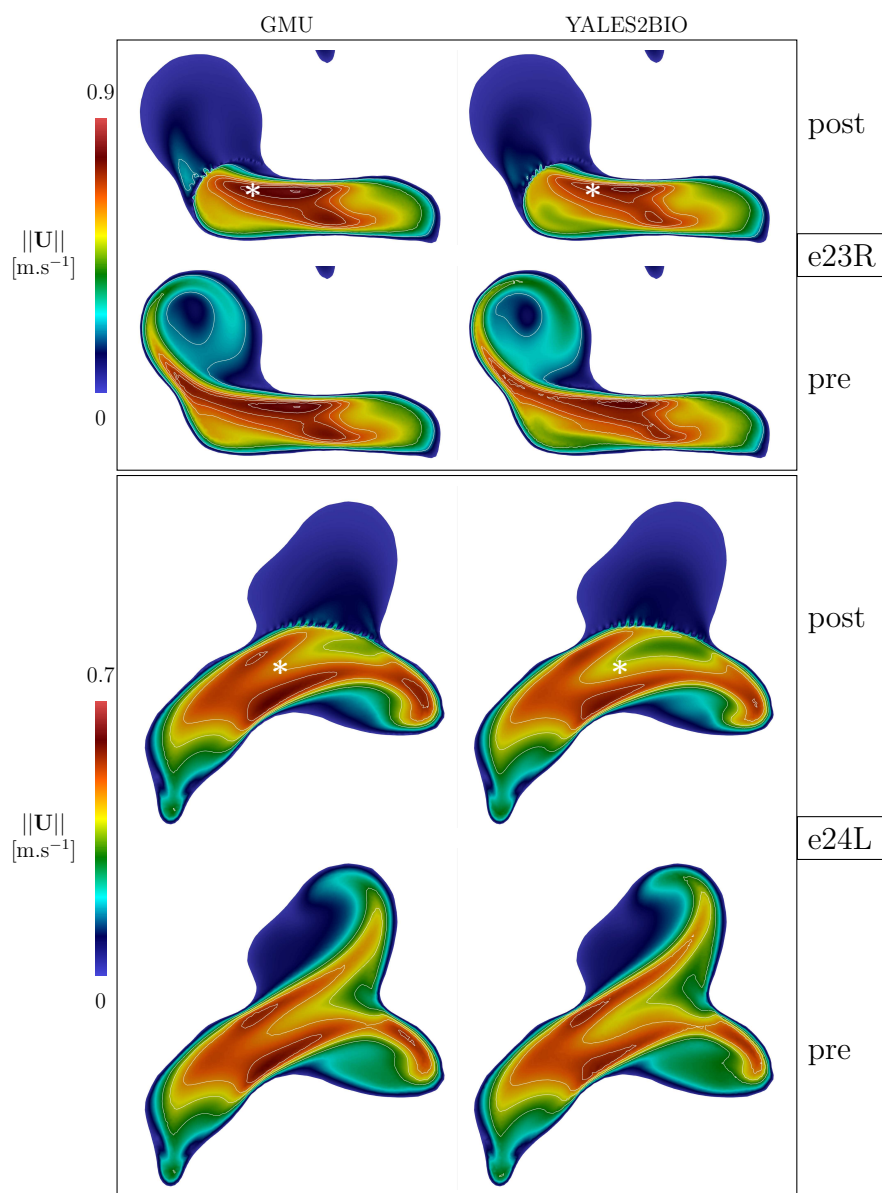 GMU YALES2BIO
0.9
post
*
*
||U||
[m.s⁻¹]
e23R
pre
0
post
*
*
0.7
||U||
[m.s⁻¹]
e24L
0
pre